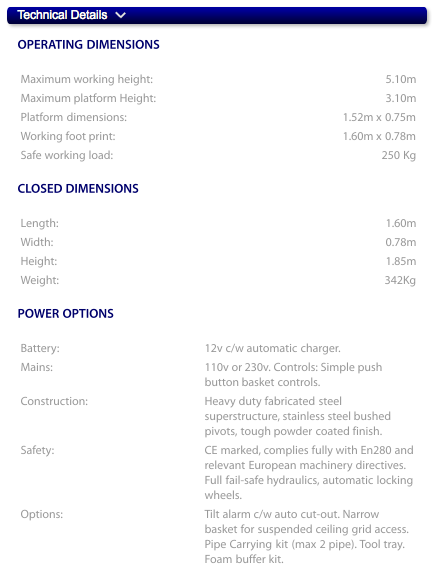 Technical Details
OPERATING DIMENSIONS
Maximum working height: 5.10m
Maximum platform Height: 3.10m
Platform dimensions: 1.52m x 0.75m
Working foot print: 1.60m x 0.78m
Safe working load: 250 Kg
CLOSED DIMENSIONS
Length: 1.60m
Width: 0.78m
Height: 1.85m
Weight: 342Kg
POWER OPTIONS
Battery: 12v c/w automatic charger.
Mains: 110v or 230v. Controls: Simple push
button basket controls.
Construction: Heavy duty fabricated steel
superstructure, stainless steel bushed
pivots, tough powder coated finish.
Safety: CE marked, complies fully with En280 and
relevant European machinery directives.
Full fail-safe hydraulics, automatic locking
wheels.
Options: Tilt alarm c/w auto cut-out. Narrow
basket for suspended ceiling grid access.
Pipe Carrying kit (max 2 pipe). Tool tray.
Foam buffer kit.